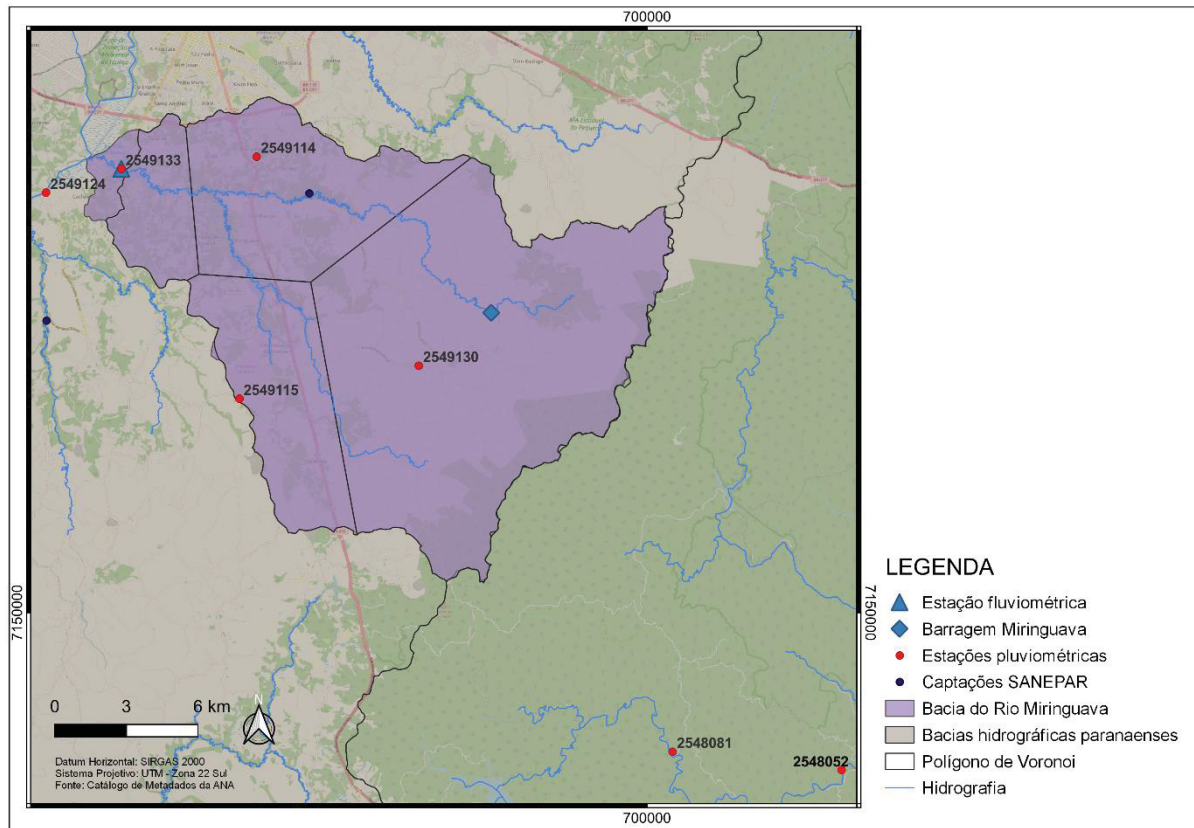 700000
2549114
2549133
2549124
2549130
2549115
7150000
7150000
LEGENDA
Estação fluviométrica
Barragem Miringuava
Estações pluviométricas
Captações SANEPAR
Bacia do Rio Miringuava
Bacias hidrográficas paranaenses
Polígono de Voronoi
Hidrografia
0 3 6 km
N
2548081
2548052
Datum Horizontal: SIRGAS 2000
Sistema Projetivo: UTM - Zona 22 Sul
Fonte: Catálogo de Metadados da ANA
700000